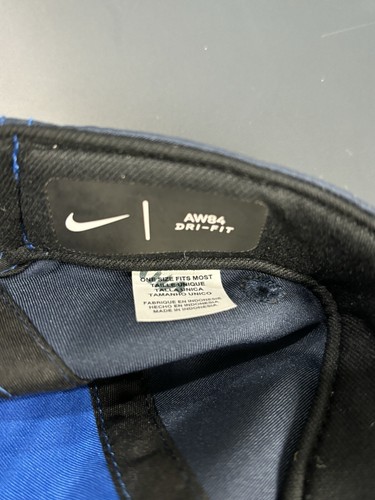 AW84
DRI-FIT
ONE SIZE FITS MOST
TAILLE UNIQUE
TALLA ÚNICA
TAMANHO ÚNICO
FABRIQUÉ EN INDONÉSIE
HECHO EN INDONESIA
MADE IN INDONESIA